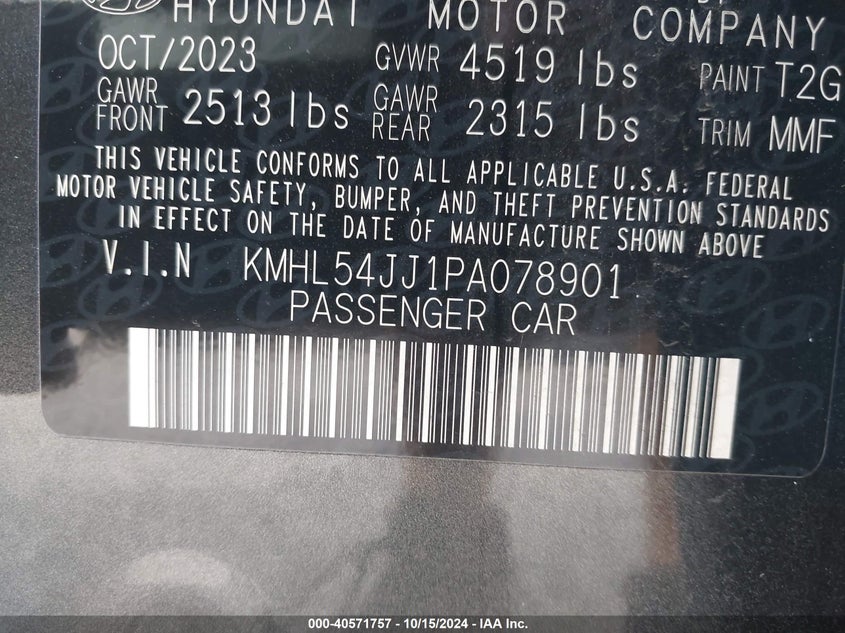 HYUNDAI MOTOR COMPANY
OCT/2023 GVWR 4519 lbs PAINT T2G
GAWR FRONT 2513 lbs GAWR REAR 2315 lbs TRIM MMF
THIS VEHICLE CONFORMS TO ALL APPLICABLE U.S.A. FEDERAL
MOTOR VEHICLE SAFETY, BUMPER, AND THEFT PREVENTION STANDARDS
IN EFFECT ON THE DATE OF MANUFACTURE SHOWN ABOVE
V.I.N KMHL54JJ1PA078901
PASSENGER CAR
000-40571757 - 10/15/2024 - IAA Inc.